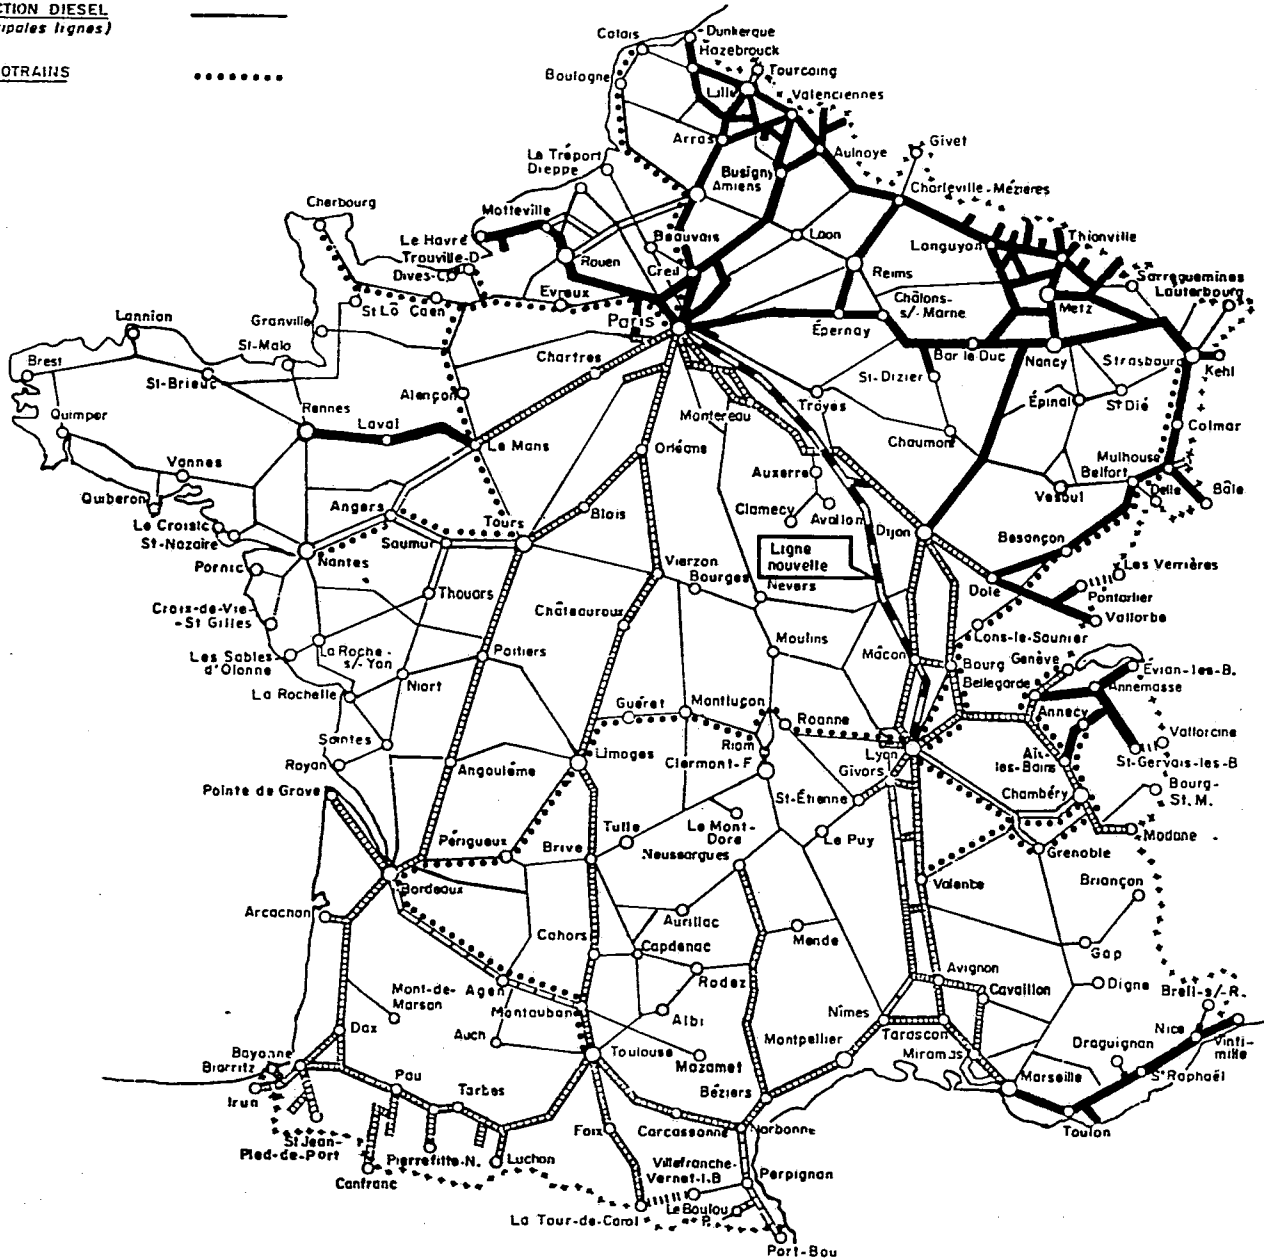 CTION DIESEL
cipales lignes)
OTRAINS
Calais
Dunkerque
Hazebrouck
Tourcoing
Boulogne
Lille
Valenciennes
Arras
Aulnoye
Givet
Le Tréport
Dieppe
Busigny
Amiens
Charleville-Mézières
Cherbourg
Motteville
Le Havre
Trouville-D
Dives-C
Rouen
Beauvais
Creil
Laon
Longuyon
Thionville
Reims
Sarreguemines
Lauterbourg
St Lô
Caen
Evreux
Paris
Épernay
Châlons-
s/-Marne
Metz
Lannion
Granville
St-Malo
Chartres
Bar le Duc
Nancy
Strasbourg
Kehl
Brest
St-Brieuc
Alençon
St-Dizier
Troyes
Épinal
St Dié
Quimper
Rennes
Laval
Le Mans
Montereau
Chaumont
Colmar
Orléans
Mulhouse
Belfort
Vannes
Auxerre
Vesoul
Delle
Bâle
Quiberon
Angers
Tours
Blois
Clamecy
Avallon
Dijon
Le Croisic
St-Nazaire
Saumur
Besançon
Nantes
Ligne
nouvelle
Pornic
Vierzon
Bourges
Nevers
Dole
Les Verrières
Pontarlier
Thouars
Châteauroux
Vallorbe
Croix-de-Vie-
-St Gilles
Moulins
Lons-le-Saunier
Les Sables-
d'Olonne
La Roche-
s/-Yon
Poitiers
Mâcon
Bourg
Genève
Bellegarde
Évian-les-B.
Annemasse
La Rochelle
Niort
Guéret
Montluçon
Roanne
Annecy
Saintes
Limoges
Riom
Lyon
Aix-
les-Bains
Vallorcine
Royan
Angoulême
Clermont-F
Givors
St-Gervais-les-B
Pointe de Grave
St-Étienne
Chambéry
Bourg-
St. M.
Périgueux
Tulle
Le Mont-
Dore
Modane
Brive
Neussargues
Le Puy
Grenoble
Bordeaux
Valence
Briançon
Arcachon
Aurillac
Cahors
Capdenac
Mende
Gap
Mont-de-
Marsan
Agen
Rodez
Avignon
Cavaillon
Digne
Breil-s/-R.
Montauban
Albi
Nîmes
Dax
Auch
Tarascon
Nice
Vinti-
mille
Bayonne
Biarritz
Toulouse
Mazamet
Montpellier
Miramas
Draguignan
Pau
Tarbes
Béziers
Marseille
St Raphaël
Irun
St Jean-
Pied-de-Port
Foix
Carcassonne
Narbonne
Toulon
Canfranc
Pierrefitte-N.
Luchon
Villefranche-
Vernet-l.B
Perpignan
La Tour-de-Carol
Le Boulou
P.
Port-Bou